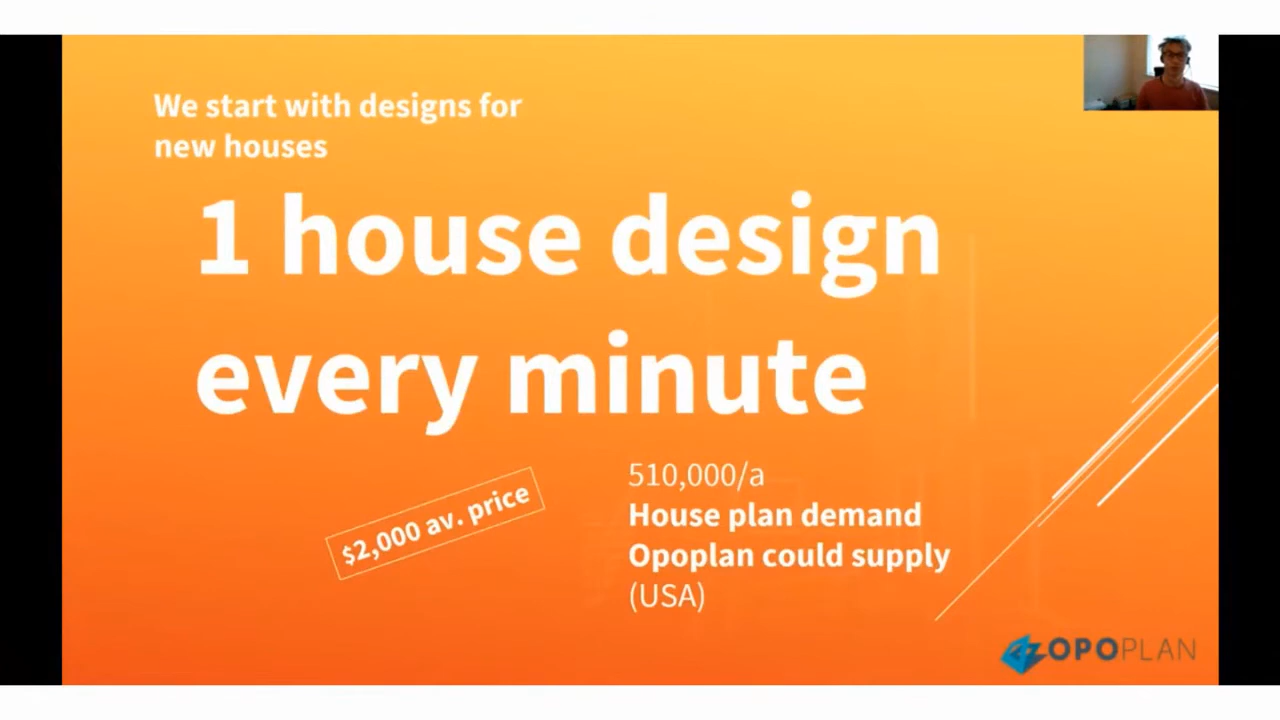 We start with designs for
new houses
1 house design
every minute
$2,000 av. price
510,000/a
House plan demand
Opoplan could supply
(USA)
OPOPLAN